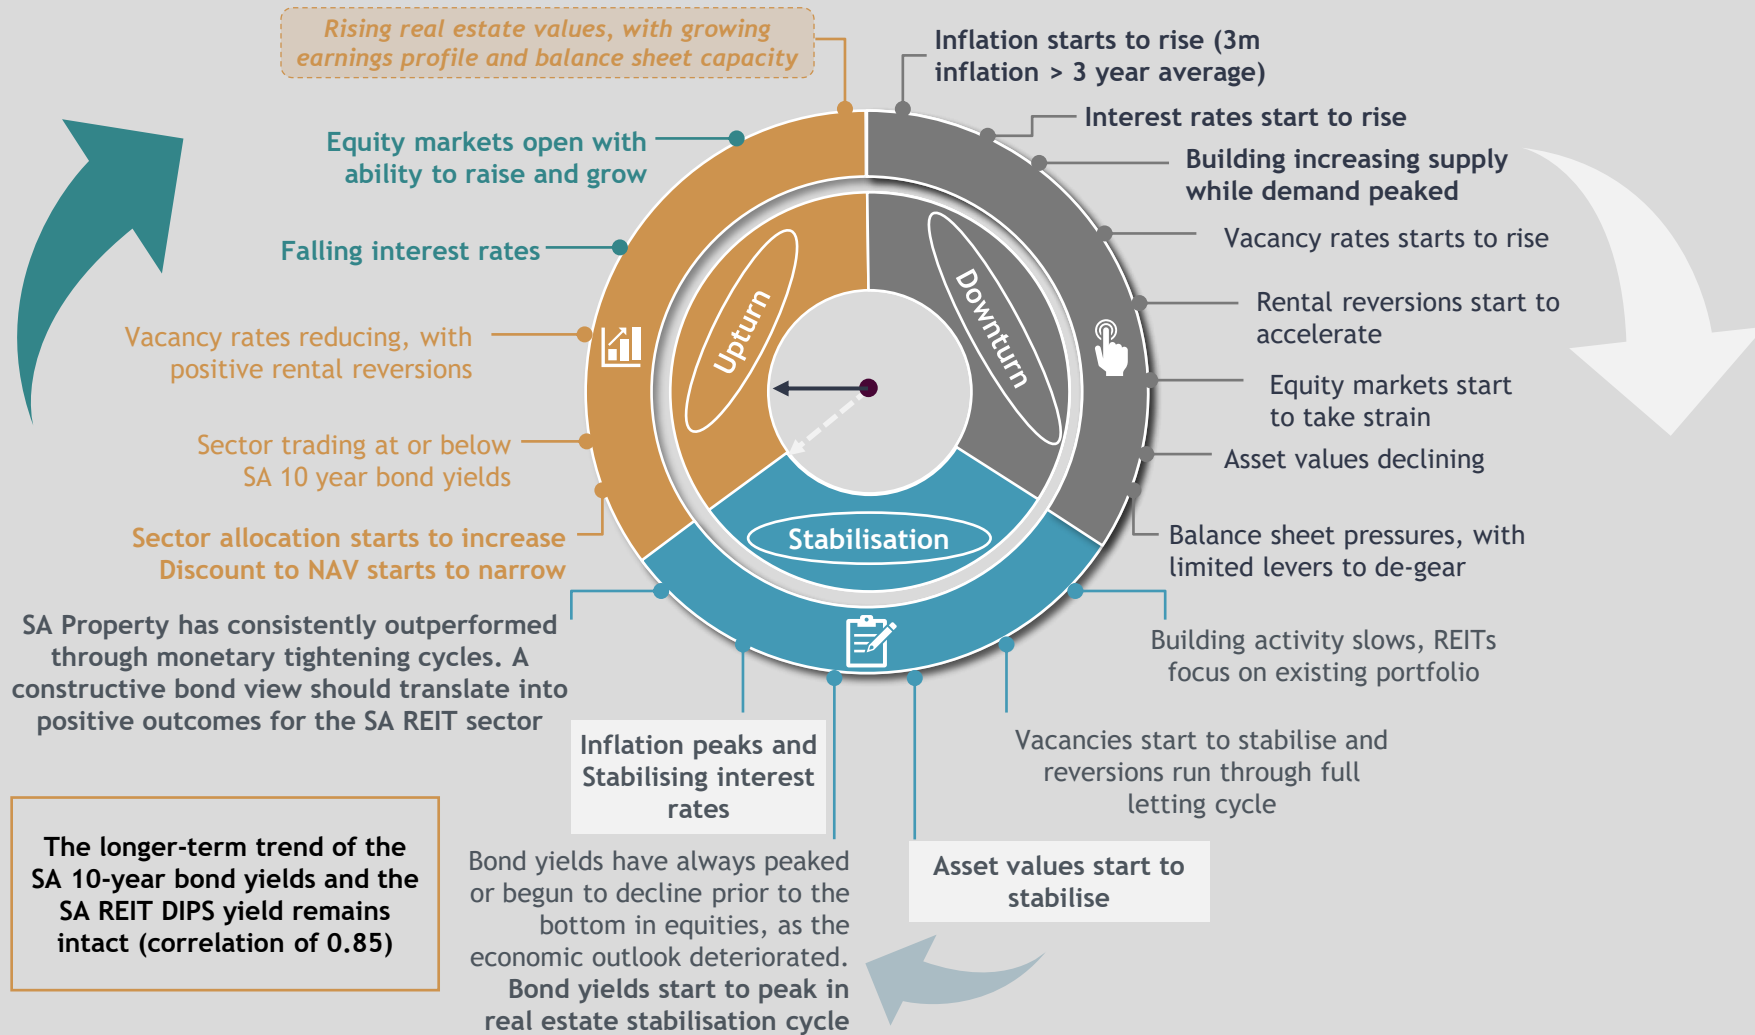 Rising real estate values, with growing
earnings profile and balance sheet capacity
Inflation starts to rise (3m
inflation > 3 year average)
Interest rates start to rise
Building increasing supply
while demand peaked
Vacancy rates starts to rise
Rental reversions start to
accelerate
Equity markets start
to take strain
Asset values declining
Balance sheet pressures, with
limited levers to de-gear
Building activity slows, REITs
focus on existing portfolio
Vacancies start to stabilise and
reversions run through full
letting cycle
Asset values start to
stabilise
Bond yields have always peaked
or begun to decline prior to the
bottom in equities, as the
economic outlook deteriorated.
Bond yields start to peak in
real estate stabilisation cycle
Inflation peaks and
Stabilising interest
rates
SA Property has consistently outperformed
through monetary tightening cycles. A
constructive bond view should translate into
positive outcomes for the SA REIT sector
Sector allocation starts to increase
Discount to NAV starts to narrow
Sector trading at or below
SA 10 year bond yields
Vacancy rates reducing, with
positive rental reversions
Falling interest rates
Equity markets open with
ability to raise and grow
Upturn
Downturn
Stabilisation
The longer-term trend of the
SA 10-year bond yields and the
SA REIT DIPS yield remains
intact (correlation of 0.85)